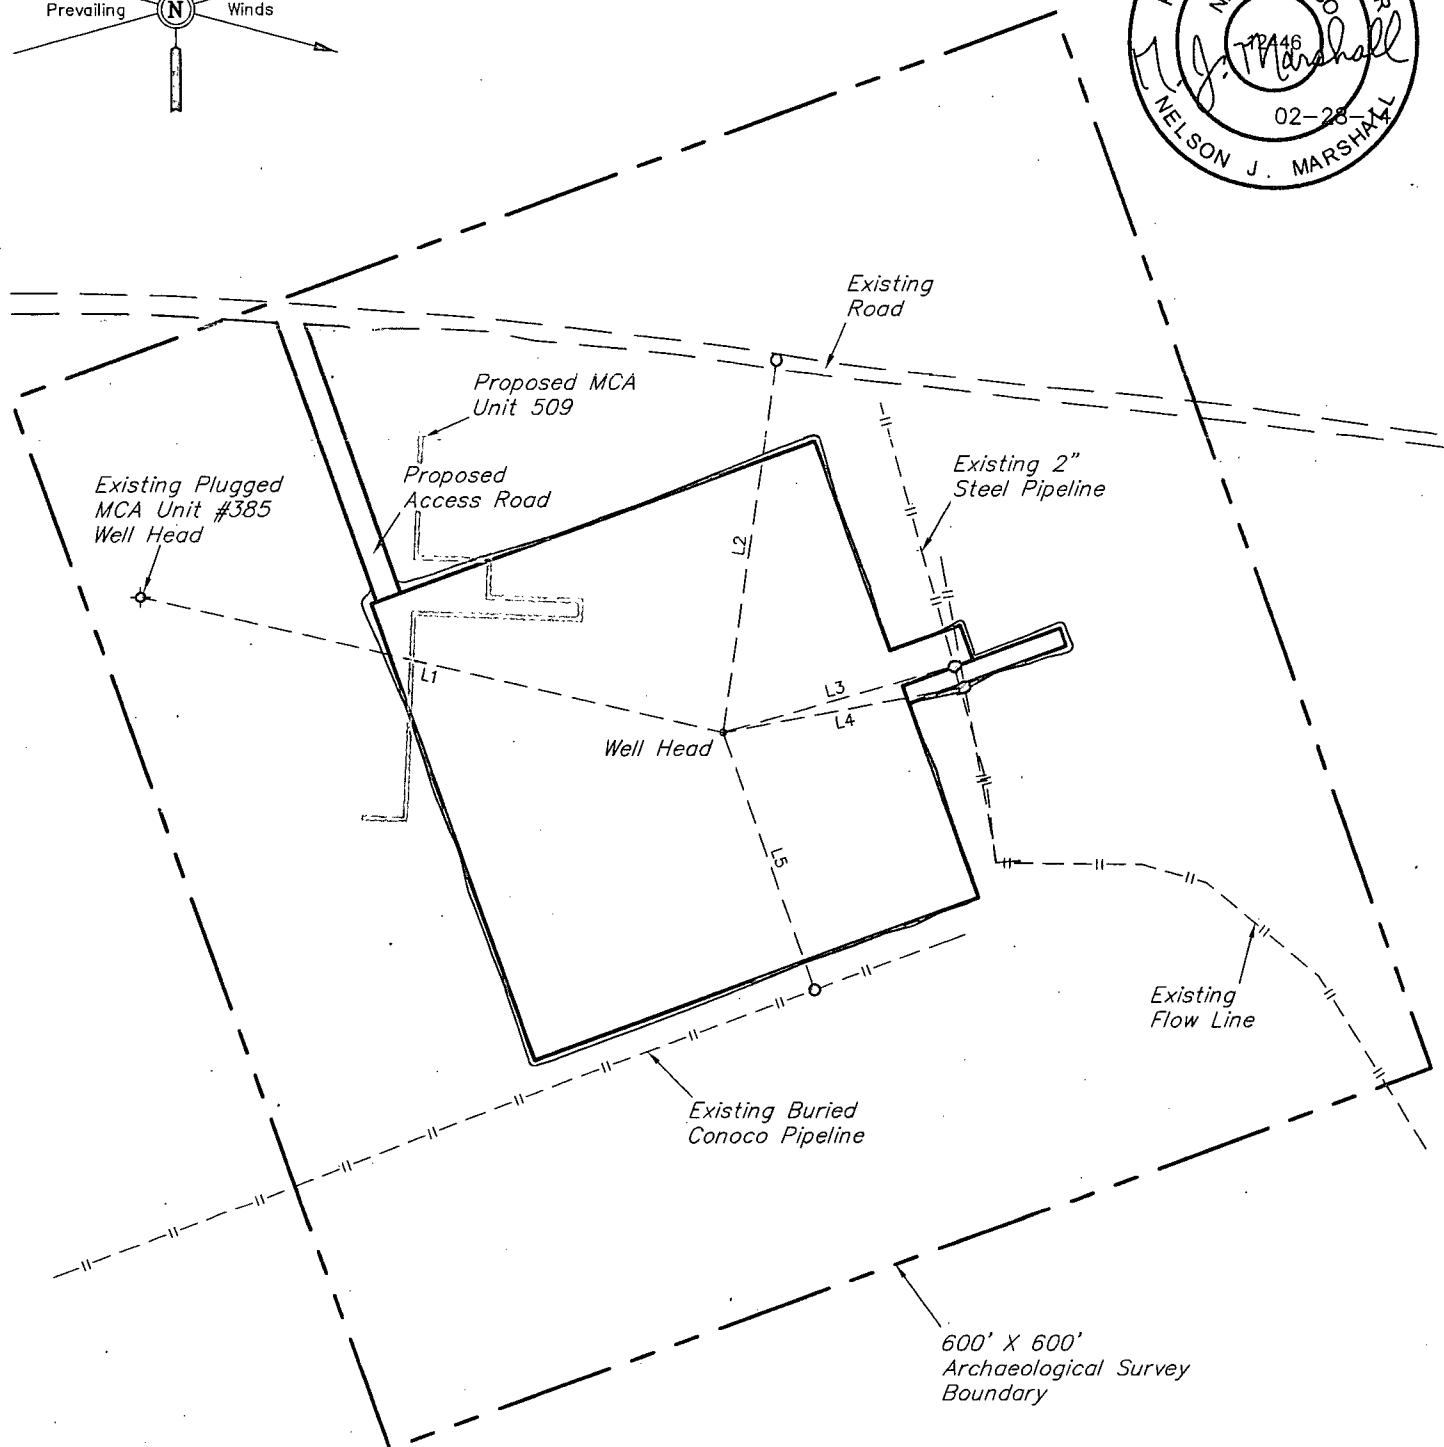 Prevailing
N
Winds
12446
N. J. Marshall
02-28-14
NELSON J. MARSHALL
Existing
Road
Proposed MCA
Unit 509
Proposed
Access Road
Existing 2"
Steel Pipeline
Existing Plugged
MCA Unit #385
Well Head
L2
L1
L3
L4
Well Head
L5
Existing
Flow Line
Existing Buried
Conoco Pipeline
600' X 600'
Archaeological Survey
Boundary